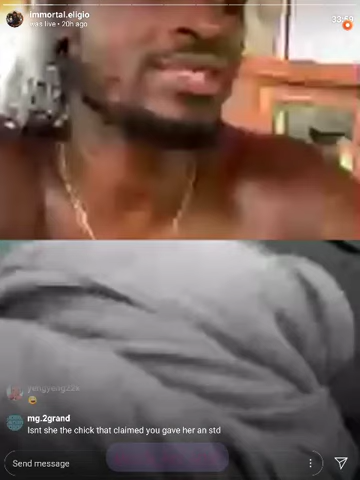 immortal.eligio
was live • 20h ago
mg.2grand
Isnt she the chick that claimed you gave her an std
Send message